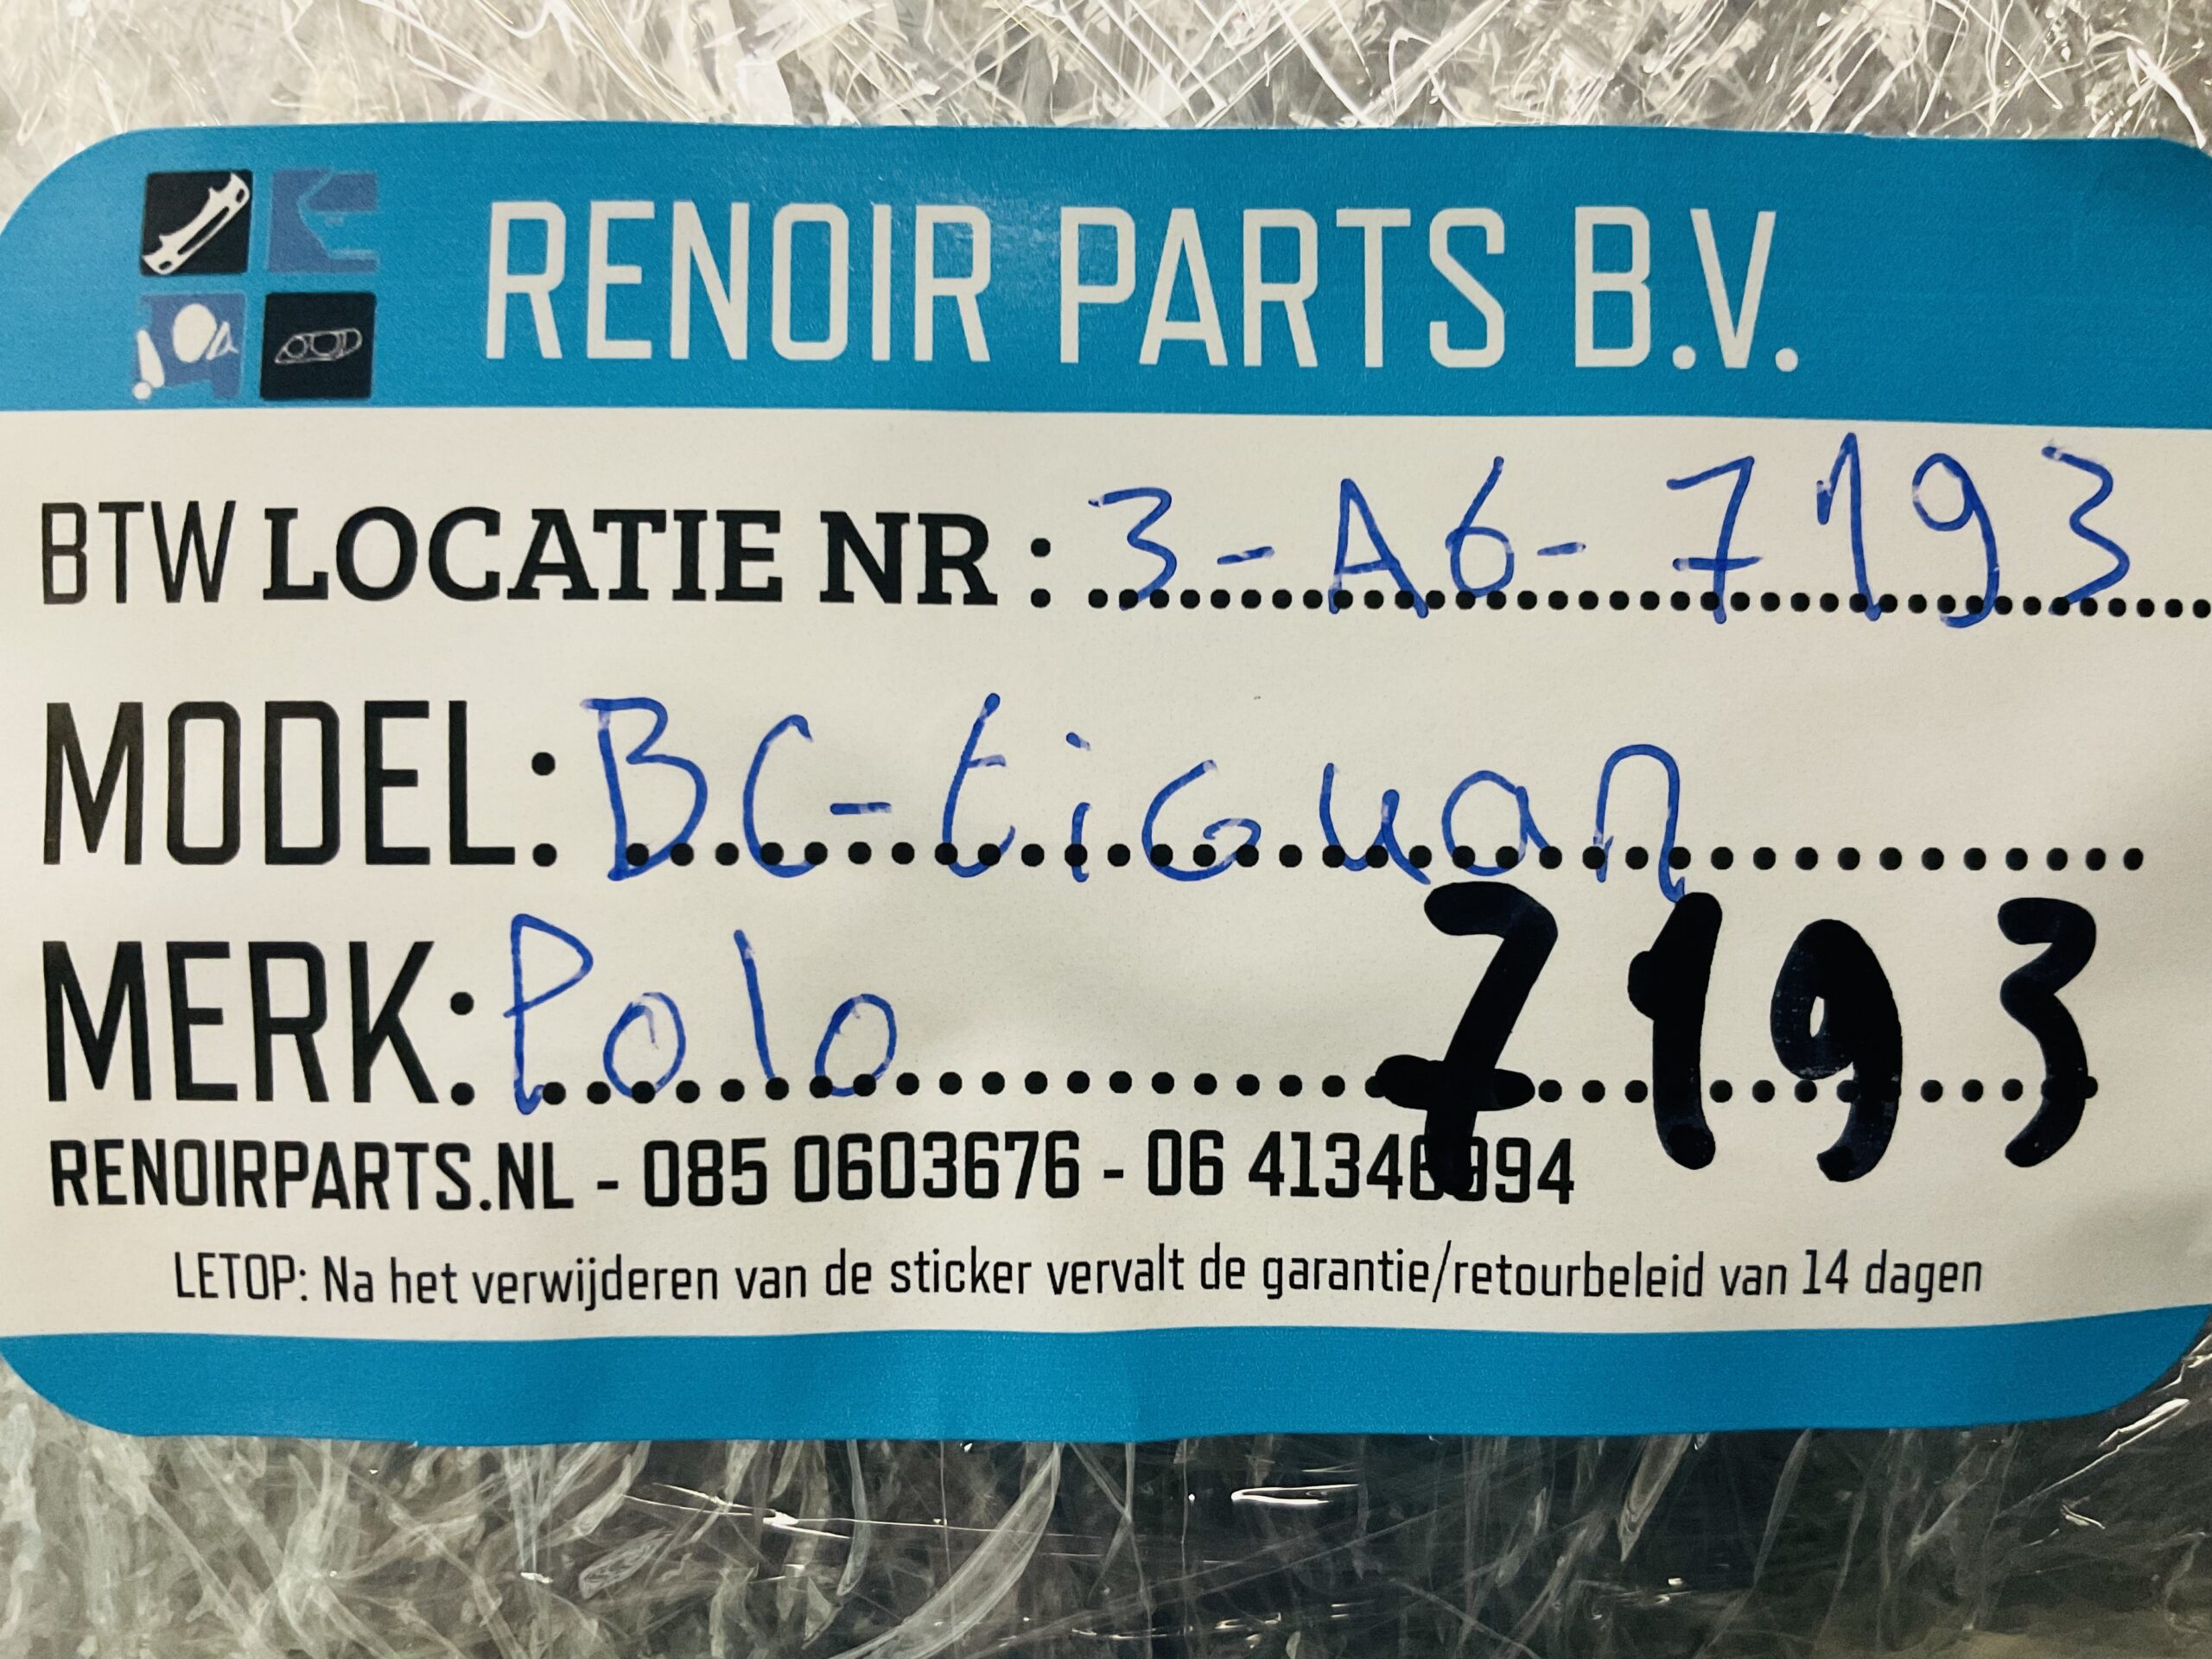 RENOIR PARTS B.V.
BTW LOCATIE NR : 3-A6-7193
MODEL: BC-tiguan
MERK: Polo 7193
RENOIRPARTS.NL - 085 0603676 - 06
LETOP: Na het verwijderen van de sticker vervalt de garantie/retourbeleid van 14 dagen